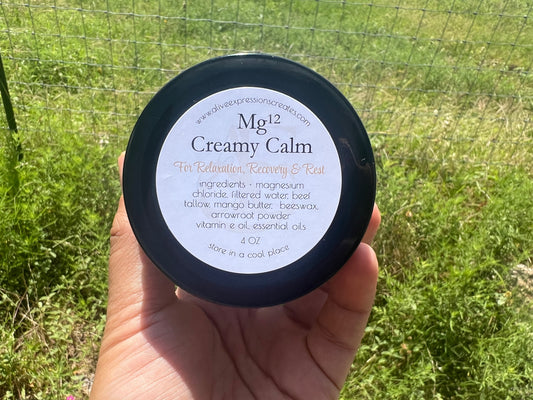 www.aliveexpressionscreates.com
Mg¹²
Creamy Calm
For Relaxation, Recovery & Rest
ingredients - magnesium
chloride, filtered water, beef
tallow, mango butter, beeswax,
arrowroot powder
vitamin e oil, essential oils
4 OZ
store in a cool place